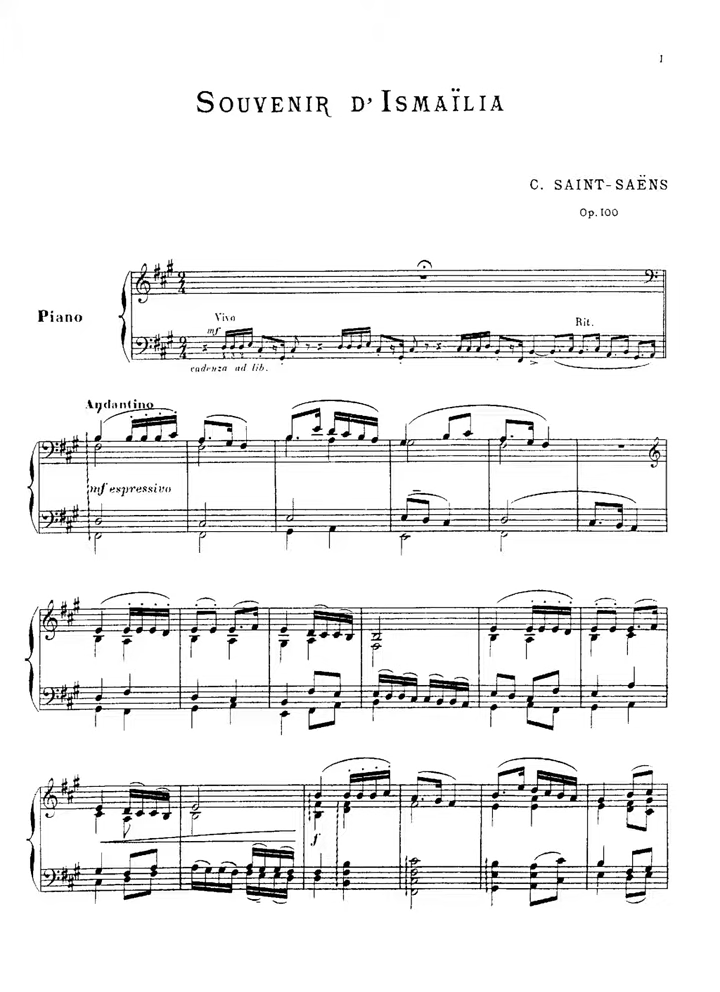 1
SOUVENIR D'ISMAÏLIA
C. SAINT-SAËNS
Op. 100
Piano
Vivo
mf
Rit.
cadenza ad lib.
Andantino
mf espressivo
f